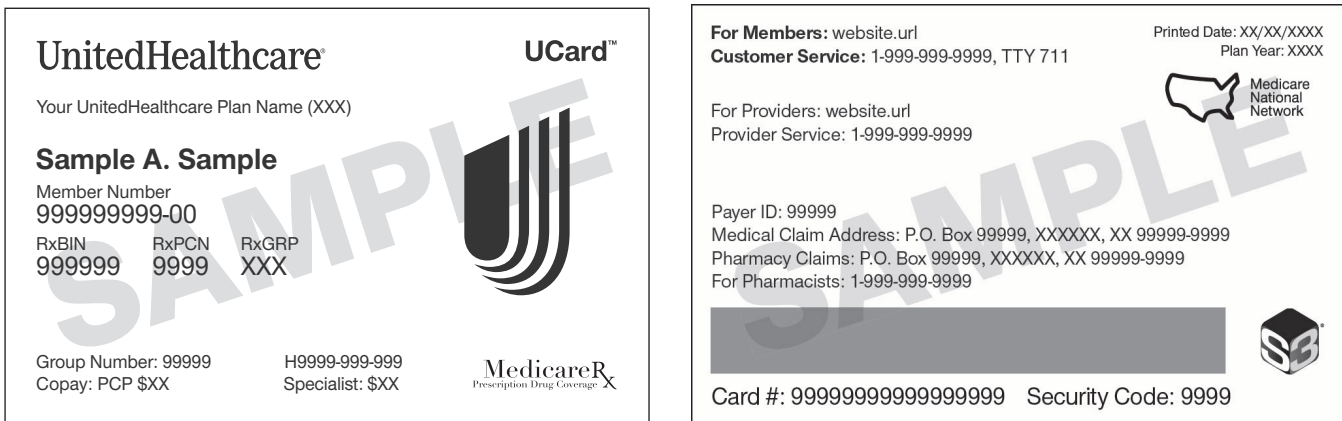 UnitedHealthcare®
UCard™
Your UnitedHealthcare Plan Name (XXX)
Sample A. Sample
Member Number
999999999-00
RxBIN RxPCN RxGRP
999999 9999 XXX
Group Number: 99999 H9999-999-999
Copay: PCP $XX Specialist: $XX
MedicareRx
Prescription Drug Coverage
SAMPLE
For Members: website.url
Customer Service: 1-999-999-9999, TTY 711
Printed Date: XX/XX/XXXX
Plan Year: XXXX
Medicare
National
Network
For Providers: website.url
Provider Service: 1-999-999-9999
Payer ID: 99999
Medical Claim Address: P.O. Box 99999, XXXXXX, XX 99999-9999
Pharmacy Claims: P.O. Box 99999, XXXXXX, XX 99999-9999
For Pharmacists: 1-999-999-9999
S3®
Card #: 99999999999999999 Security Code: 9999
SAMPLE